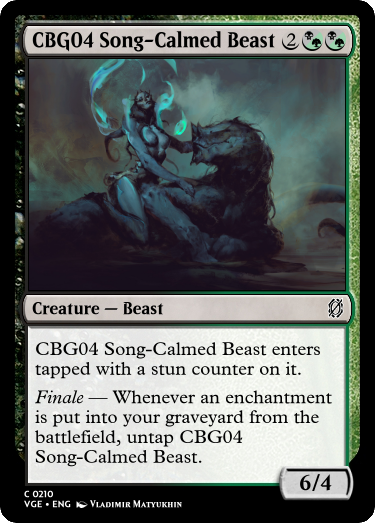 CBG04 Song-Calmed Beast 2
Creature — Beast
CBG04 Song-Calmed Beast enters
tapped with a stun counter on it.
Finale — Whenever an enchantment
is put into your graveyard from the
battlefield, untap CBG04
Song-Calmed Beast.
6/4
C 0210
VGE • ENG Vladimir Matyukhin